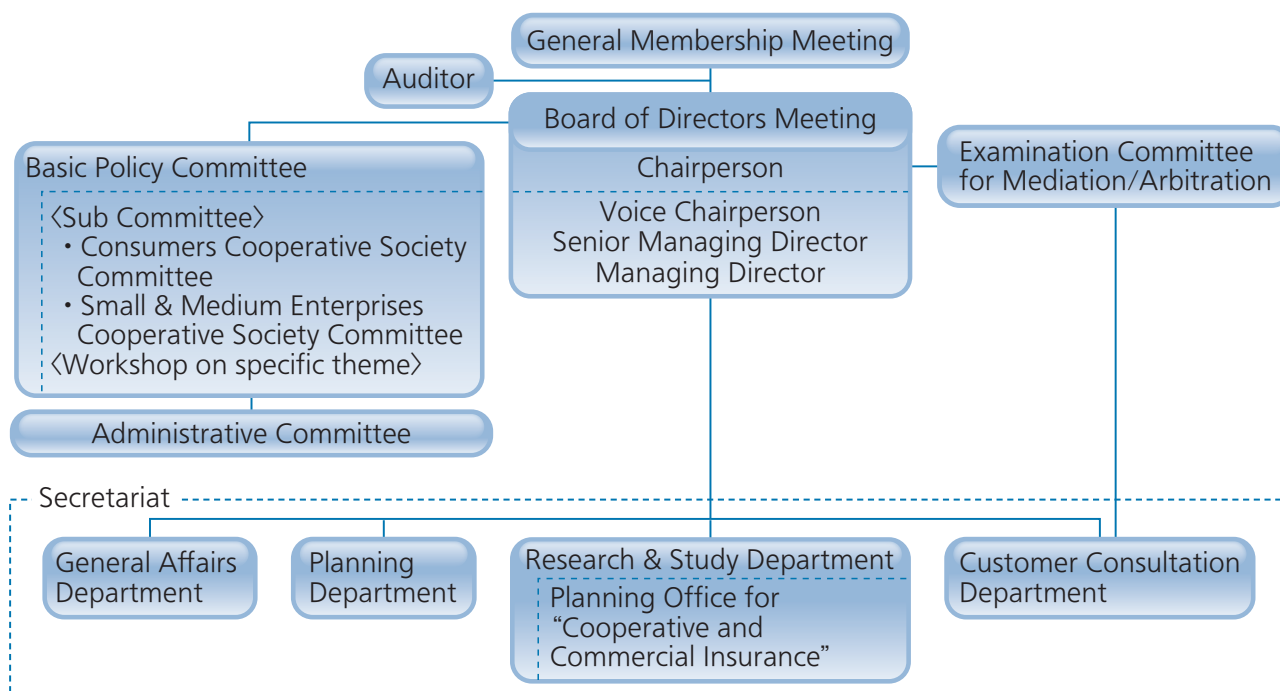 General Membership Meeting
Auditor
Board of Directors Meeting
Chairperson
Voice Chairperson
Senior Managing Director
Managing Director
Basic Policy Committee
〈Sub Committee〉
・Consumers Cooperative Society
Committee
・Small & Medium Enterprises
Cooperative Society Committee
〈Workshop on specific theme〉
Examination Committee
for Mediation/Arbitration
Administrative Committee
Secretariat
General Affairs
Department
Planning
Department
Research & Study Department
Planning Office for
“Cooperative and
Commercial Insurance”
Customer Consultation
Department